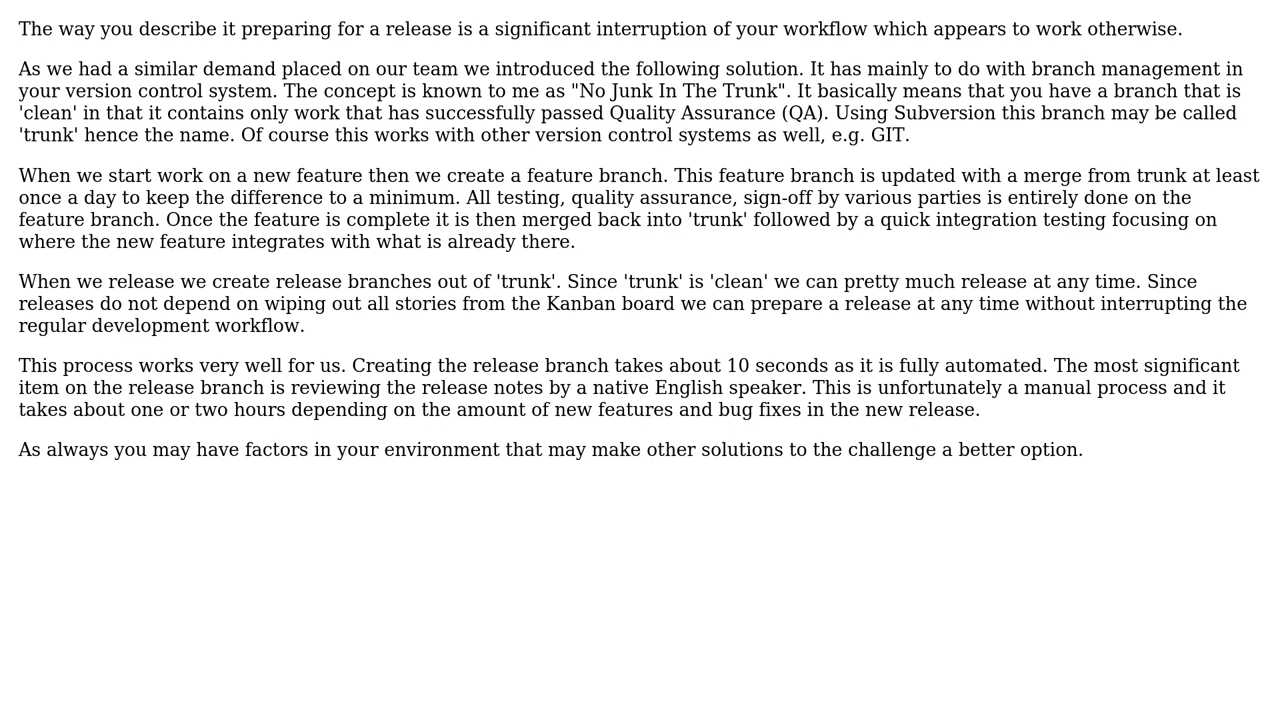 The way you describe it preparing for a release is a significant interruption of your workflow which appears to work otherwise.
As we had a similar demand placed on our team we introduced the following solution. It has mainly to do with branch management in
your version control system. The concept is known to me as "No Junk In The Trunk". It basically means that you have a branch that is
'clean' in that it contains only work that has successfully passed Quality Assurance (QA). Using Subversion this branch may be called
'trunk' hence the name. Of course this works with other version control systems as well, e.g. GIT.
When we start work on a new feature then we create a feature branch. This feature branch is updated with a merge from trunk at least
once a day to keep the difference to a minimum. All testing, quality assurance, sign-off by various parties is entirely done on the
feature branch. Once the feature is complete it is then merged back into 'trunk' followed by a quick integration testing focusing on
where the new feature integrates with what is already there.
When we release we create release branches out of 'trunk'. Since 'trunk' is 'clean' we can pretty much release at any time. Since
releases do not depend on wiping out all stories from the Kanban board we can prepare a release at any time without interrupting the
regular development workflow.
This process works very well for us. Creating the release branch takes about 10 seconds as it is fully automated. The most significant
item on the release branch is reviewing the release notes by a native English speaker. This is unfortunately a manual process and it
takes about one or two hours depending on the amount of new features and bug fixes in the new release.
As always you may have factors in your environment that may make other solutions to the challenge a better option.